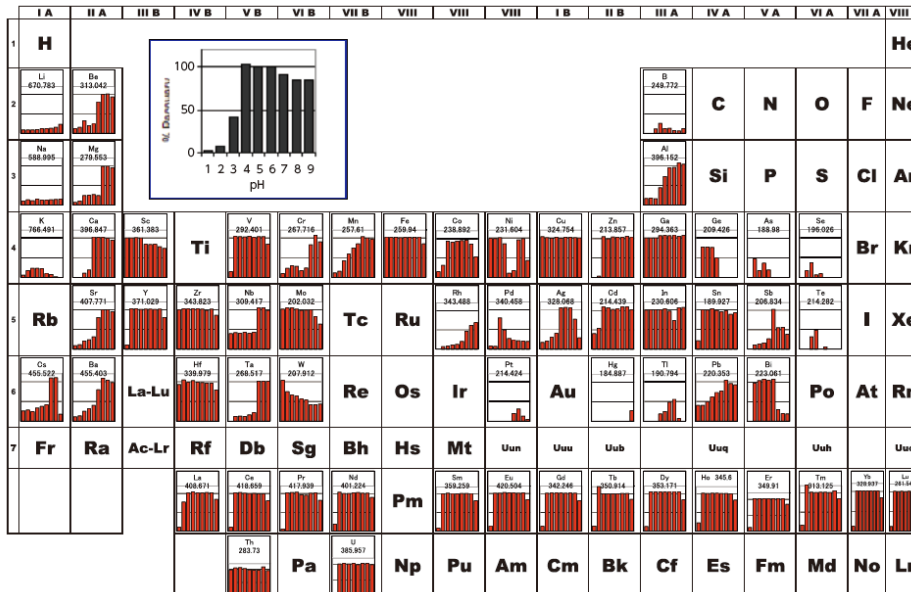 I A II A III B IV B V B VI B VII B VIII VIII VIII I B II B III A IV A V A VI A VII A VIII
1 H He
100
50
0
1 2 3 4 5 6 7 8 9
pH
Li Be B
2 670.783 313.042 249.772 C N O F Ne
Na Mg Al
3 588.995 279.553 396.152 Si P S Cl Ar
K Ca Sc V Cr Mn Fe Co Ni Cu Zn Ga Ge As Se
4 766.491 396.847 361.383 Ti 292.401 267.716 257.61 259.94 238.892 231.604 324.754 213.857 294.363 209.426 188.98 196.026 Br Kr
Sr Y Zr Nb Mo Rh Pd Ag Cd In Sn Sb Te
5 Rb 407.771 371.029 343.823 309.417 202.032 Tc Ru 343.488 340.458 328.068 214.439 230.606 189.927 206.834 214.282 I Xe
Cs Ba Hf Ta W Pt Hg Tl Pb Bi
6 455.522 455.403 La-Lu 339.979 268.517 207.912 Re Os Ir 214.424 Au 184.887 190.794 220.353 223.061 Po At Rn
7 Fr Ra Ac-Lr Rf Db Sg Bh Hs Mt Uun Uuu Uub Uuq Uuh Uuo
La Ce Pr Nd Sm Eu Gd Tb Dy Ho 345.6 Er Tm Yb Lu
408.671 418.659 417.939 401.224 Pm 359.259 420.504 342.246 350.914 353.171 349.91 313.125
Th U
283.73 Pa 385.957 Np Pu Am Cm Bk Cf Es Fm Md No Lr